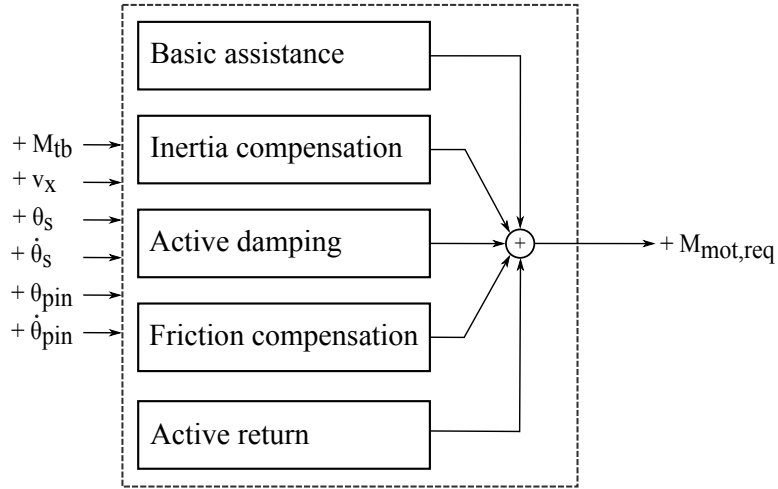 Basic assistance
+ M_tb
Inertia compensation
+ v_x
+ θ_s
Active damping
+
+ M_mot,req
+ θ̇_s
+ θ_pin
Friction compensation
+ θ̇_pin
Active return